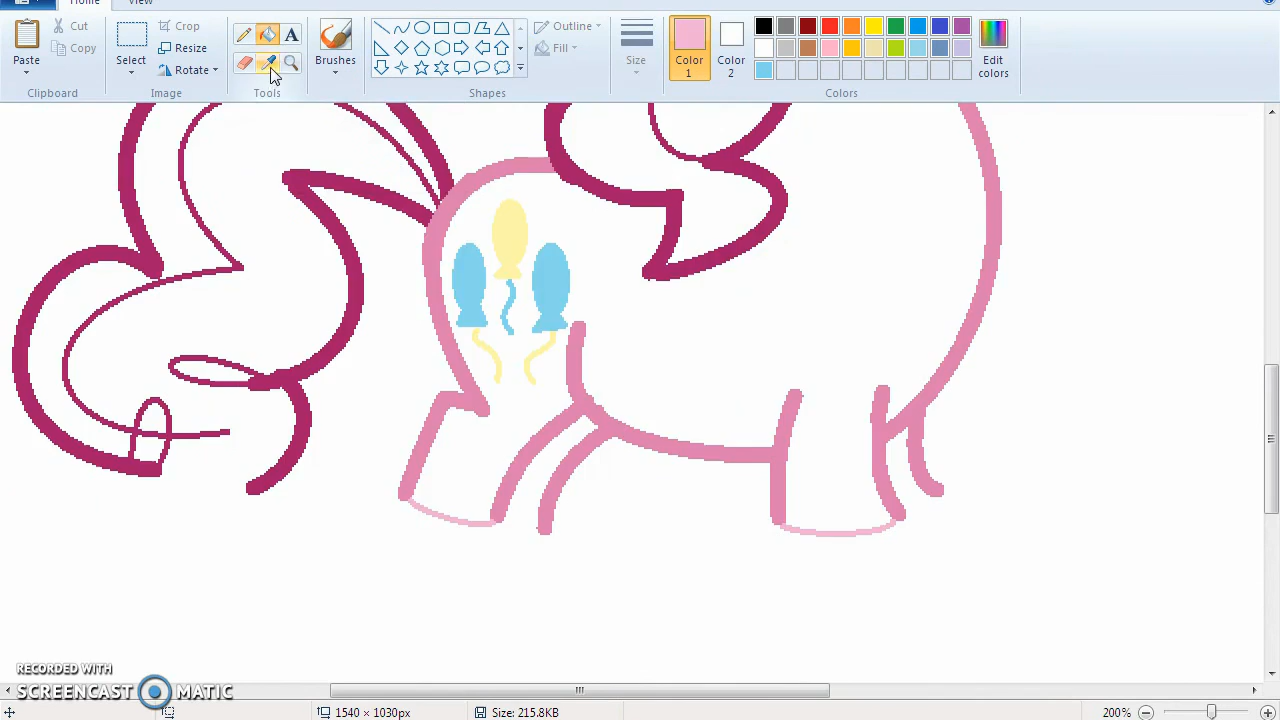 Home View
Cut
Copy
Paste
Clipboard
Select
Crop
Resize
Rotate
Image
A
Tools
Brushes
Shapes
Outline
Fill
Size
Color 1
Color 2
Edit colors
Colors
RECORDED WITH
SCREENCAST MATIC
1540 × 1030px
Size: 215.8KB
200%